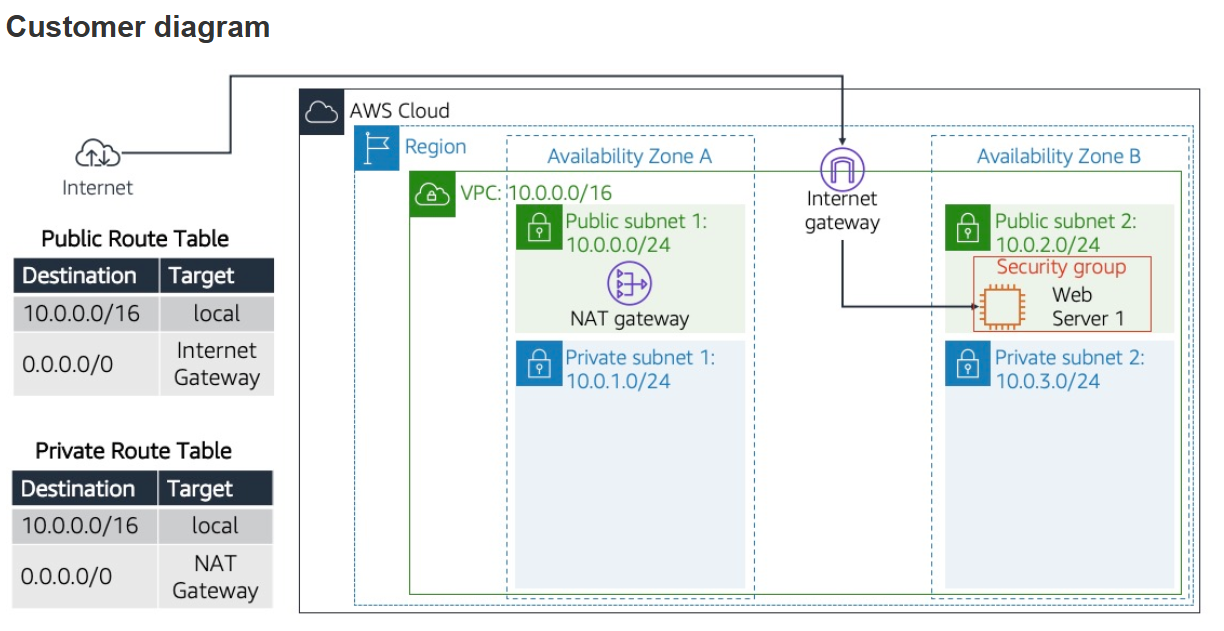 Customer diagram
AWS Cloud
Region
Availability Zone A
Availability Zone B
Internet
Internet
gateway
VPC: 10.0.0.0/16
Public subnet 1:
10.0.0.0/24
NAT gateway
Public subnet 2:
10.0.2.0/24
Security group
Web
Server 1
Private subnet 1:
10.0.1.0/24
Private subnet 2:
10.0.3.0/24
Public Route Table
Destination Target
10.0.0.0/16 local
0.0.0.0/0 Internet
Gateway
Private Route Table
Destination Target
10.0.0.0/16 local
0.0.0.0/0 NAT
Gateway